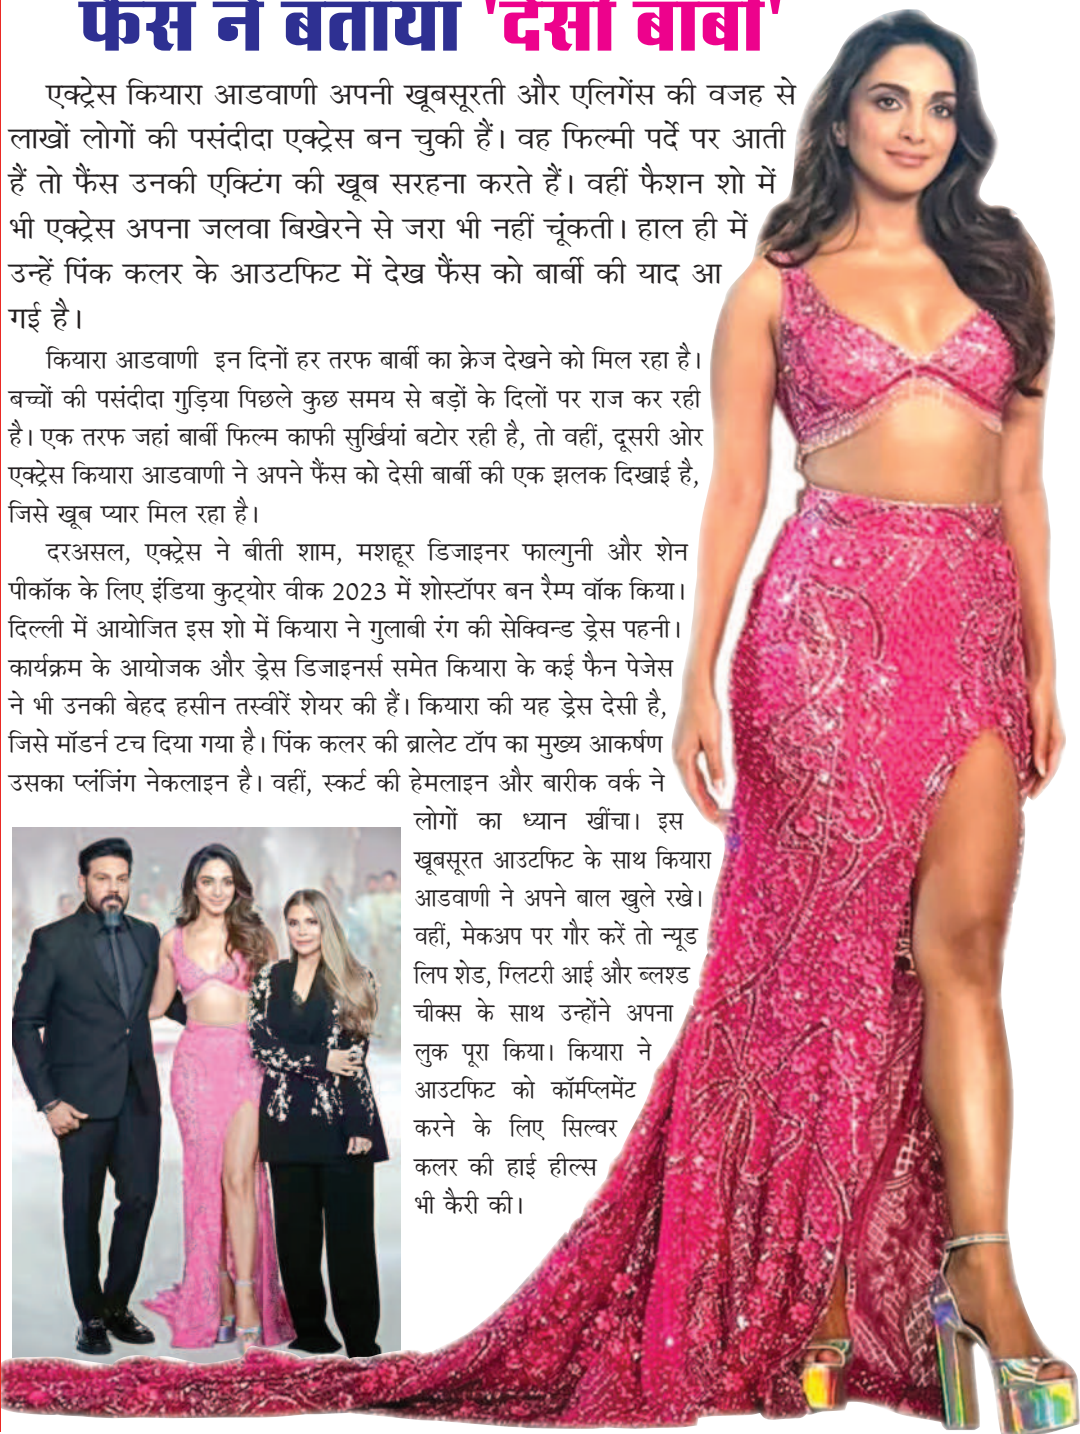 फैंस ने बताया 'देसी बार्बी'
एक्ट्रेस कियारा आडवाणी अपनी खूबसूरती और एलिगेंस की वजह से
लाखों लोगों की पसंदीदा एक्ट्रेस बन चुकी हैं। वह फिल्मी पर्दे पर आती
हैं तो फैंस उनकी एक्टिंग की खूब सरहना करते हैं। वहीं फैशन शो में
भी एक्ट्रेस अपना जलवा बिखेरने से जरा भी नहीं चूंकती। हाल ही में
उन्हें पिंक कलर के आउटफिट में देख फैंस को बार्बी की याद आ
गई है।
कियारा आडवाणी इन दिनों हर तरफ बार्बी का क्रेज देखने को मिल रहा है।
बच्चों की पसंदीदा गुड़िया पिछले कुछ समय से बड़ों के दिलों पर राज कर रही
है। एक तरफ जहां बार्बी फिल्म काफी सुर्खियां बटोर रही है, तो वहीं, दूसरी ओर
एक्ट्रेस कियारा आडवाणी ने अपने फैंस को देसी बार्बी की एक झलक दिखाई है,
जिसे खूब प्यार मिल रहा है।
दरअसल, एक्ट्रेस ने बीती शाम, मशहूर डिजाइनर फाल्गुनी और शेन
पीकॉक के लिए इंडिया कुट्योर वीक 2023 में शोस्टॉपर बन रैम्प वॉक किया।
दिल्ली में आयोजित इस शो में कियारा ने गुलाबी रंग की सेक्विन्ड ड्रेस पहनी।
कार्यक्रम के आयोजक और ड्रेस डिजाइनर्स समेत कियारा के कई फैन पेजेस
ने भी उनकी बेहद हसीन तस्वीरें शेयर की हैं। कियारा की यह ड्रेस देसी है,
जिसे मॉडर्न टच दिया गया है। पिंक कलर की ब्रालेट टॉप का मुख्य आकर्षण
उसका प्लंजिंग नेकलाइन है। वहीं, स्कर्ट की हेमलाइन और बारीक वर्क ने
लोगों का ध्यान खींचा। इस
खूबसूरत आउटफिट के साथ कियारा
आडवाणी ने अपने बाल खुले रखे।
वहीं, मेकअप पर गौर करें तो न्यूड
लिप शेड, ग्लिटरी आई और ब्लश्ड
चीक्स के साथ उन्होंने अपना
लुक पूरा किया। कियारा ने
आउटफिट को कॉमप्लिमेंट
करने के लिए सिल्वर
कलर की हाई हील्स
भी कैरी की।